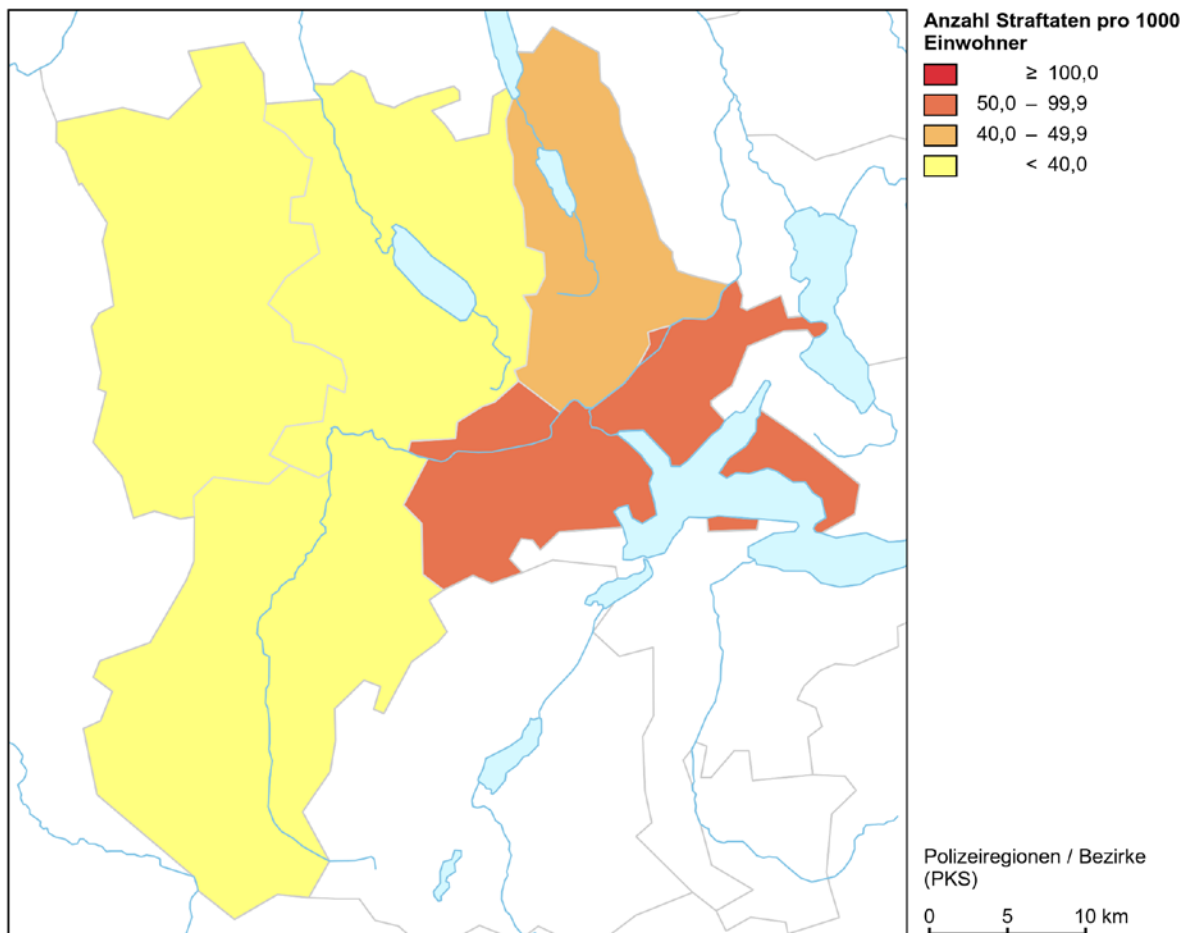 Anzahl Straftaten pro 1000
Einwohner
≥ 100,0
50,0 – 99,9
40,0 – 49,9
< 40,0
Polizeiregionen / Bezirke
(PKS)
0 5 10 km